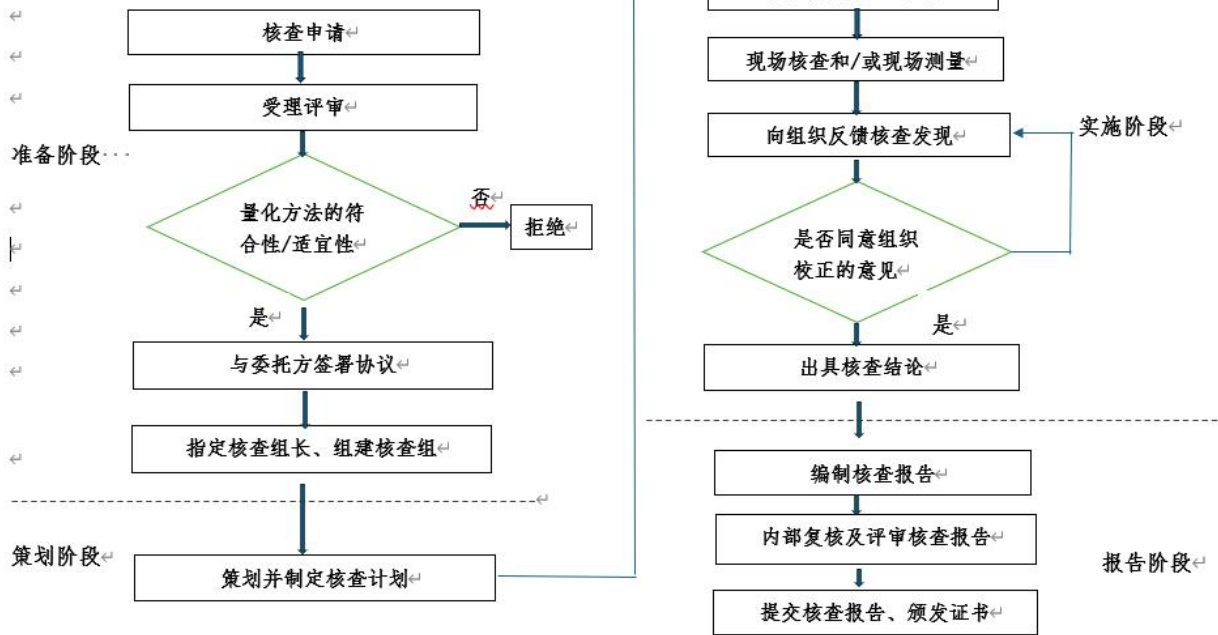 核查申请
受理评审
准备阶段···
量化方法的符
合性/适宜性
否
拒绝
是
与委托方签署协议
指定核查组长、组建核查组
策划阶段
策划并制定核查计划
现场核查和/或现场测量
向组织反馈核查发现
实施阶段
是否同意组织
校正的意见
是
出具核查结论
编制核查报告
内部复核及评审核查报告
报告阶段
提交核查报告、颁发证书